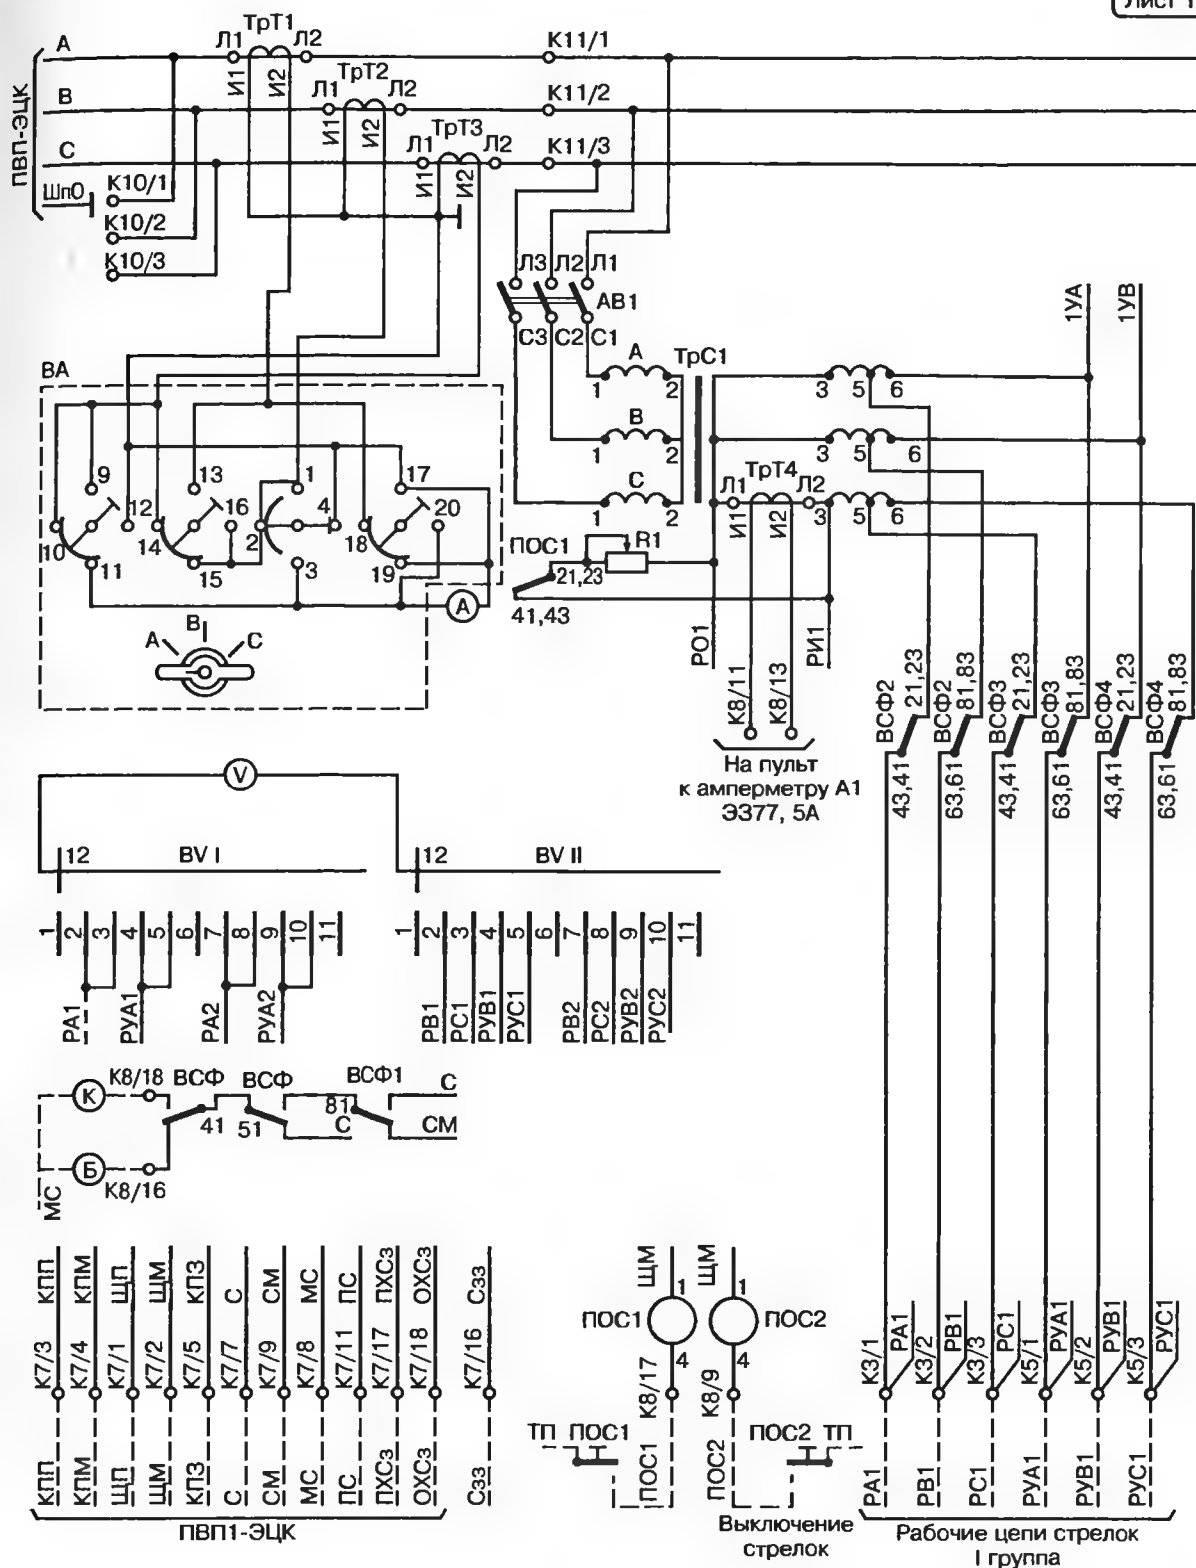 Лист 1
ТрТ1
А
Л1
Л2
К11/1
И1
И2
ТрТ2
В
Л1
Л2
К11/2
И1
И2
ТрТ3
С
Л1
Л2
К11/3
И1
И2
ПВП-ЭЦК
ШпО
К10/1
К10/2
К10/3
Л3
Л2
Л1
АВ1
С3
С2
С1
1УА
1УВ
ВА
А
ТрС1
1
2
3
5
6
В
1
2
3
5
6
ТрТ4
С
Л1
Л2
1
2
И1
И2
3
5
6
9
13
1
17
12
16
4
20
10
14
2
18
11
15
3
19
А
ПОС1
R1
21,23
41,43
РО1
РИ1
К8/11
К8/13
А
В
С
На пульт
к амперметру А1
Э377, 5А
ВСФ2
21,23
ВСФ2
81,83
ВСФ3
21,23
ВСФ3
81,83
ВСФ4
21,23
ВСФ4
81,83
43,41
63,61
43,41
63,61
43,41
63,61
V
12
BV I
12
BV II
1
2
3
4
5
6
7
8
9
10
11
1
2
3
4
5
6
7
8
9
10
11
РА1
РУА1
РА2
РУА2
РВ1
РС1
РУВ1
РУС1
РВ2
РС2
РУВ2
РУС2
К
К8/18
ВСФ
ВСФ
ВСФ1
С
41
51
81
С
СМ
Б
К8/16
МС
КПП
КПМ
ЩП
ЩМ
КПЗ
С
СМ
МС
ПС
ПХСз
ОХСз
Сзз
К7/3
К7/4
К7/1
К7/2
К7/5
К7/7
К7/9
К7/8
К7/11
К7/17
К7/18
К7/16
КПП
КПМ
ЩП
ЩМ
КПЗ
С
СМ
МС
ПС
ПХСз
ОХСз
Сзз
ПВП1-ЭЦК
ЩМ
ЩМ
1
1
ПОС1
ПОС2
4
4
К8/17
К8/9
ТП
ПОС1
ПОС1
ПОС2
ПОС2
ТП
Выключение
стрелок
К3/1
РА1
К3/2
РВ1
К3/3
РС1
К5/1
РУА1
К5/2
РУВ1
К5/3
РУС1
РА1
РВ1
РС1
РУА1
РУВ1
РУС1
Рабочие цепи стрелок
I группа